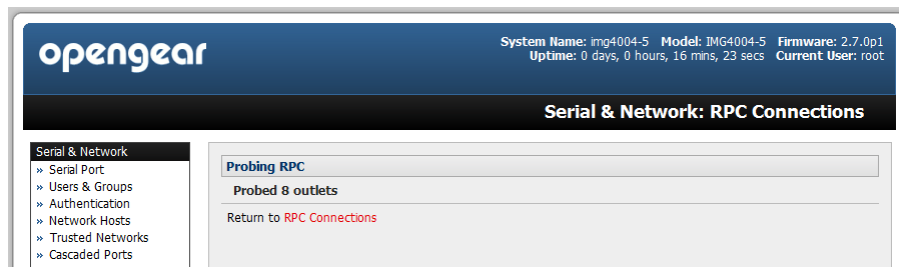 opengear
System Name: img4004-5 Model: IMG4004-5 Firmware: 2.7.0p1
Uptime: 0 days, 0 hours, 16 mins, 23 secs Current User: root
Serial & Network: RPC Connections
Serial & Network
» Serial Port
» Users & Groups
» Authentication
» Network Hosts
» Trusted Networks
» Cascaded Ports
Probing RPC
Probed 8 outlets
Return to RPC Connections